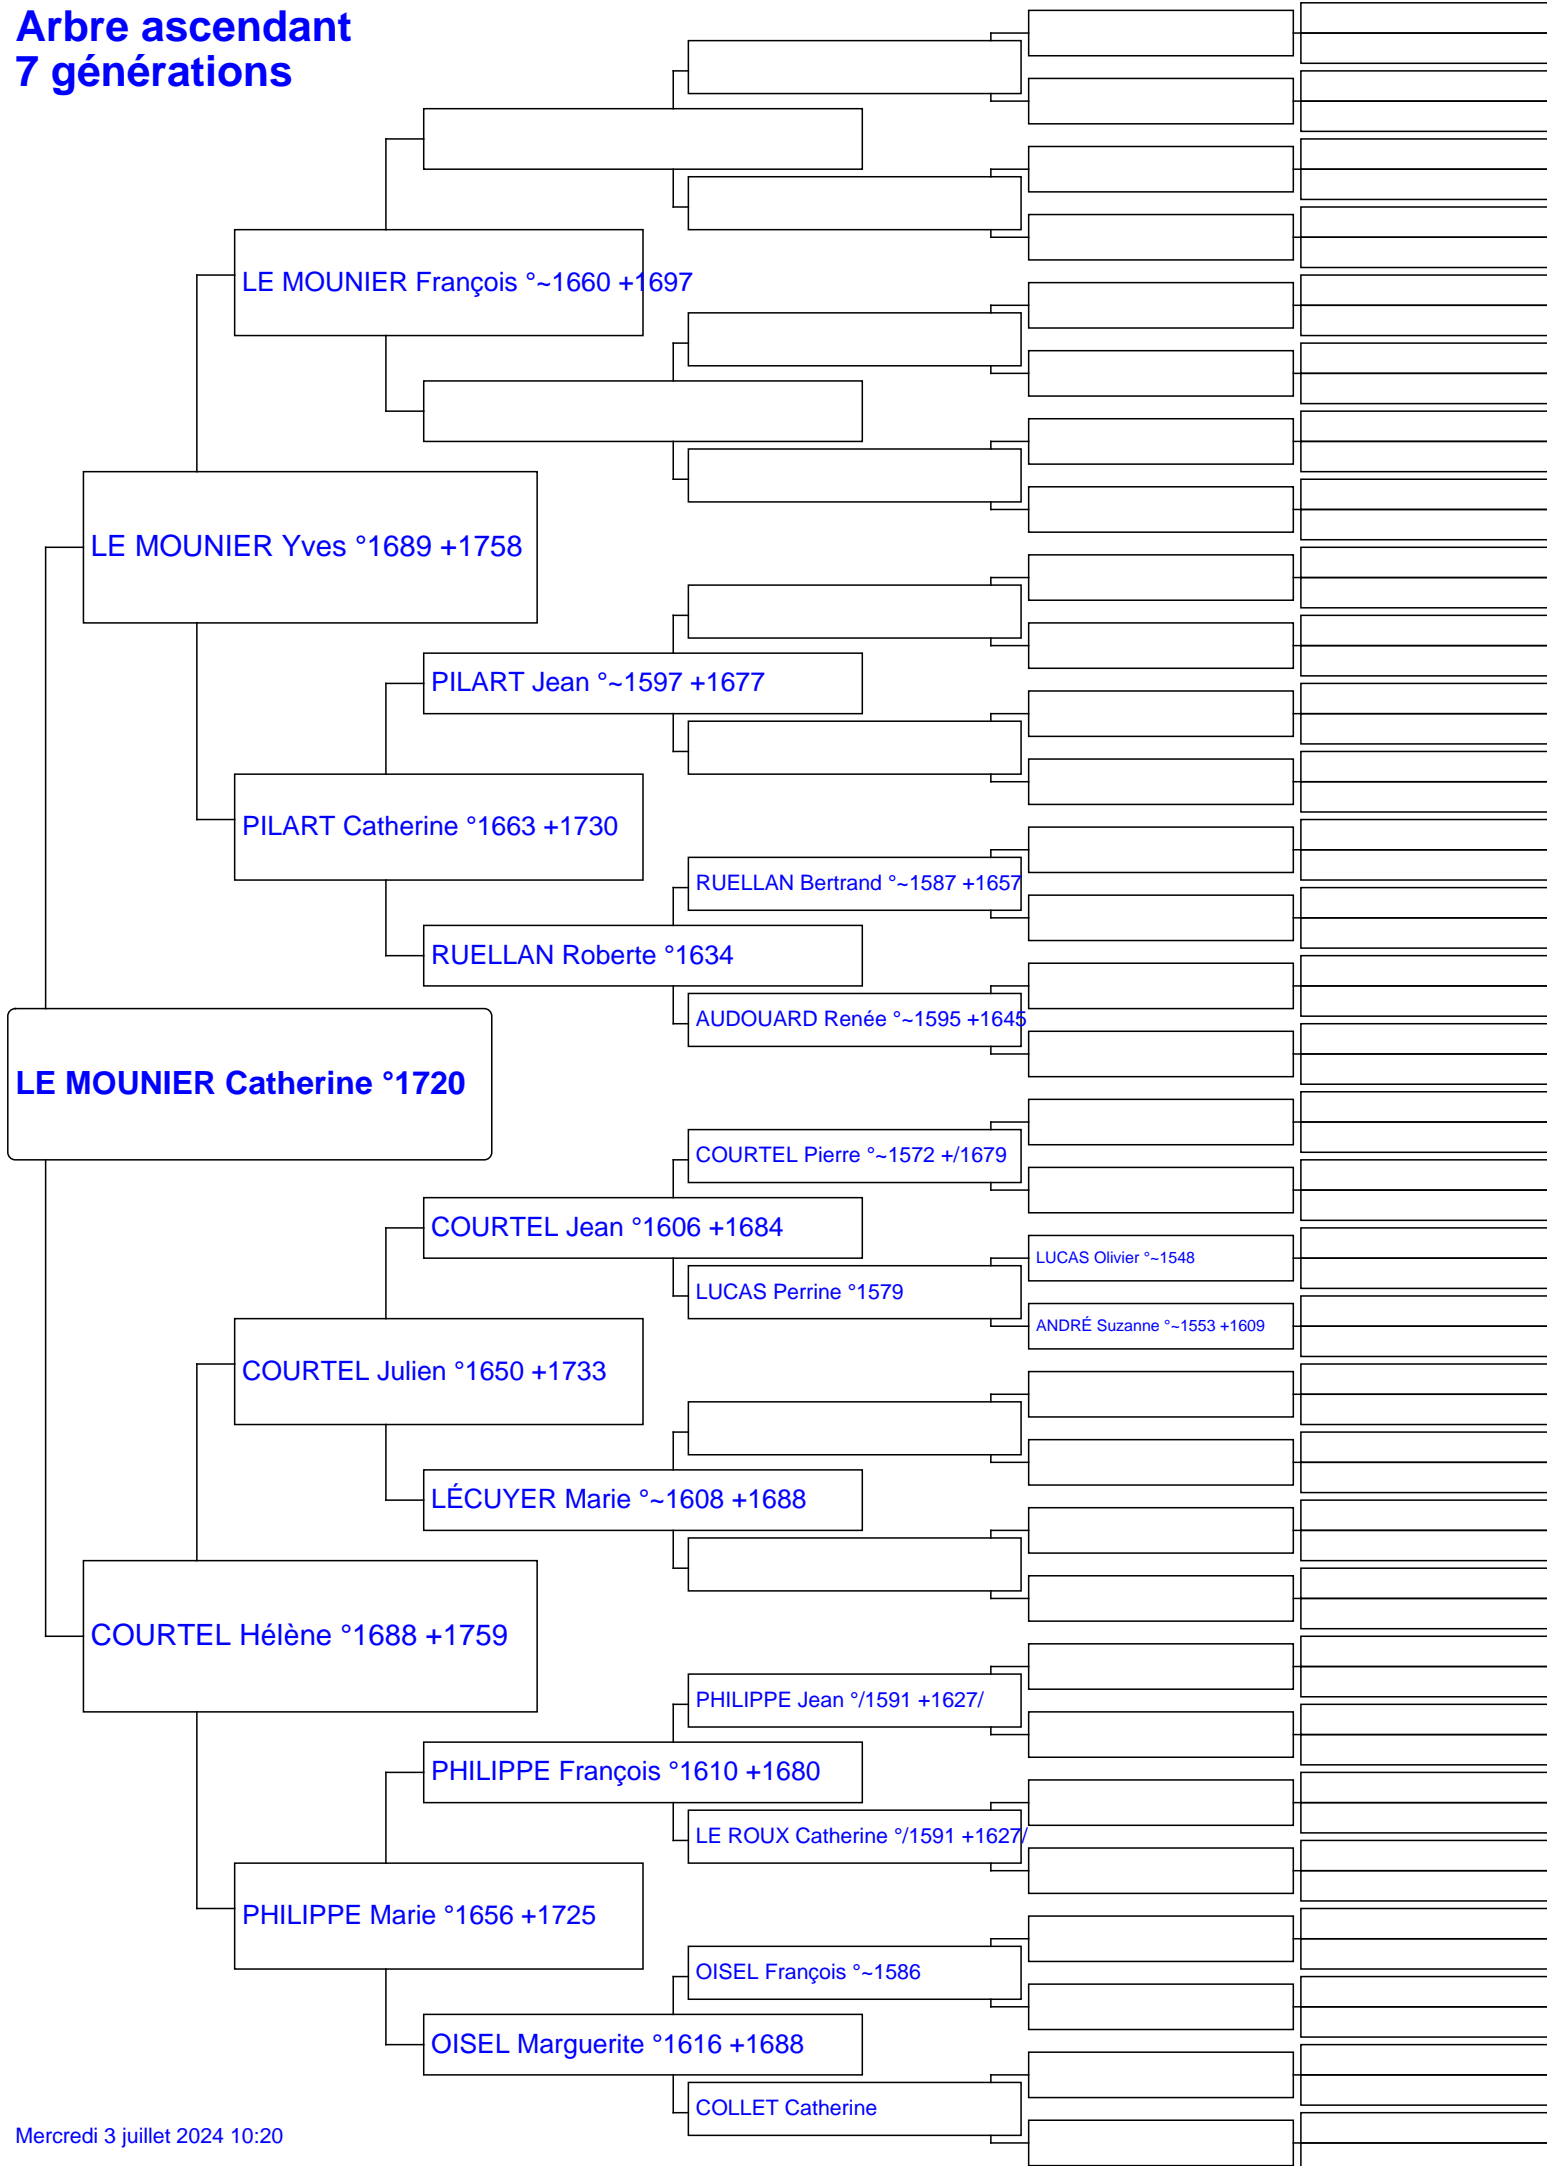 Arbre ascendant
7 générations
LE MOUNIER François °~1660 +1697
LE MOUNIER Yves °1689 +1758
PILART Jean °~1597 +1677
PILART Catherine °1663 +1730
RUELLAN Bertrand °~1587 +1657
RUELLAN Roberte °1634
AUDOUARD Renée °~1595 +1645
LE MOUNIER Catherine °1720
COURTEL Pierre °~1572 +/1679
COURTEL Jean °1606 +1684
LUCAS Olivier °~1548
LUCAS Perrine °1579
ANDRÉ Suzanne °~1553 +1609
COURTEL Julien °1650 +1733
LÉCUYER Marie °~1608 +1688
COURTEL Hélène °1688 +1759
PHILIPPE Jean °/1591 +1627/
PHILIPPE François °1610 +1680
LE ROUX Catherine °/1591 +1627/
PHILIPPE Marie °1656 +1725
OISEL François °~1586
OISEL Marguerite °1616 +1688
COLLET Catherine
Mercredi 3 juillet 2024 10:20